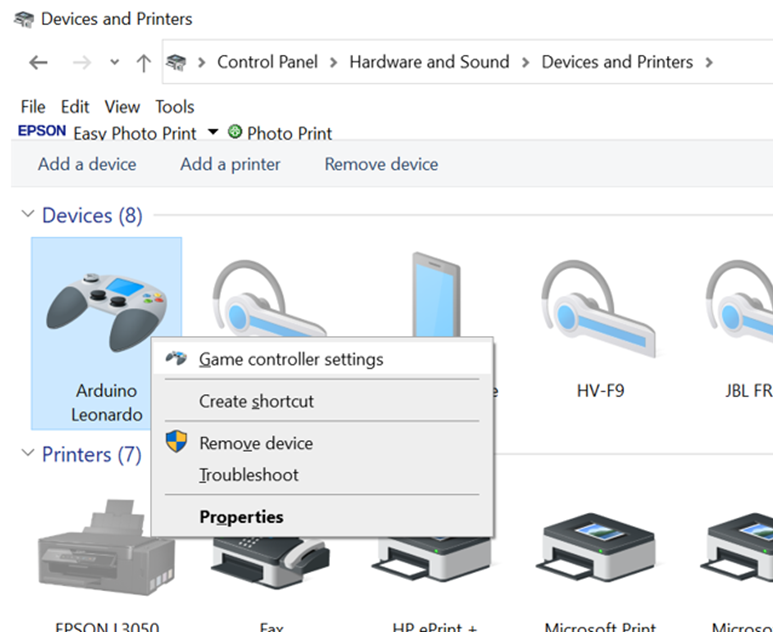 Devices and Printers
Control Panel > Hardware and Sound > Devices and Printers >
File Edit View Tools
EPSON Easy Photo Print Photo Print
Add a device Add a printer Remove device
Devices (8)
Game controller settings
Arduino
Leonardo
HV-F9
JBL FR
Create shortcut
Remove device
Printers (7)
Troubleshoot
Properties
EPSON L3050
Fax
HP ePrint +
Microsoft Print
Microso